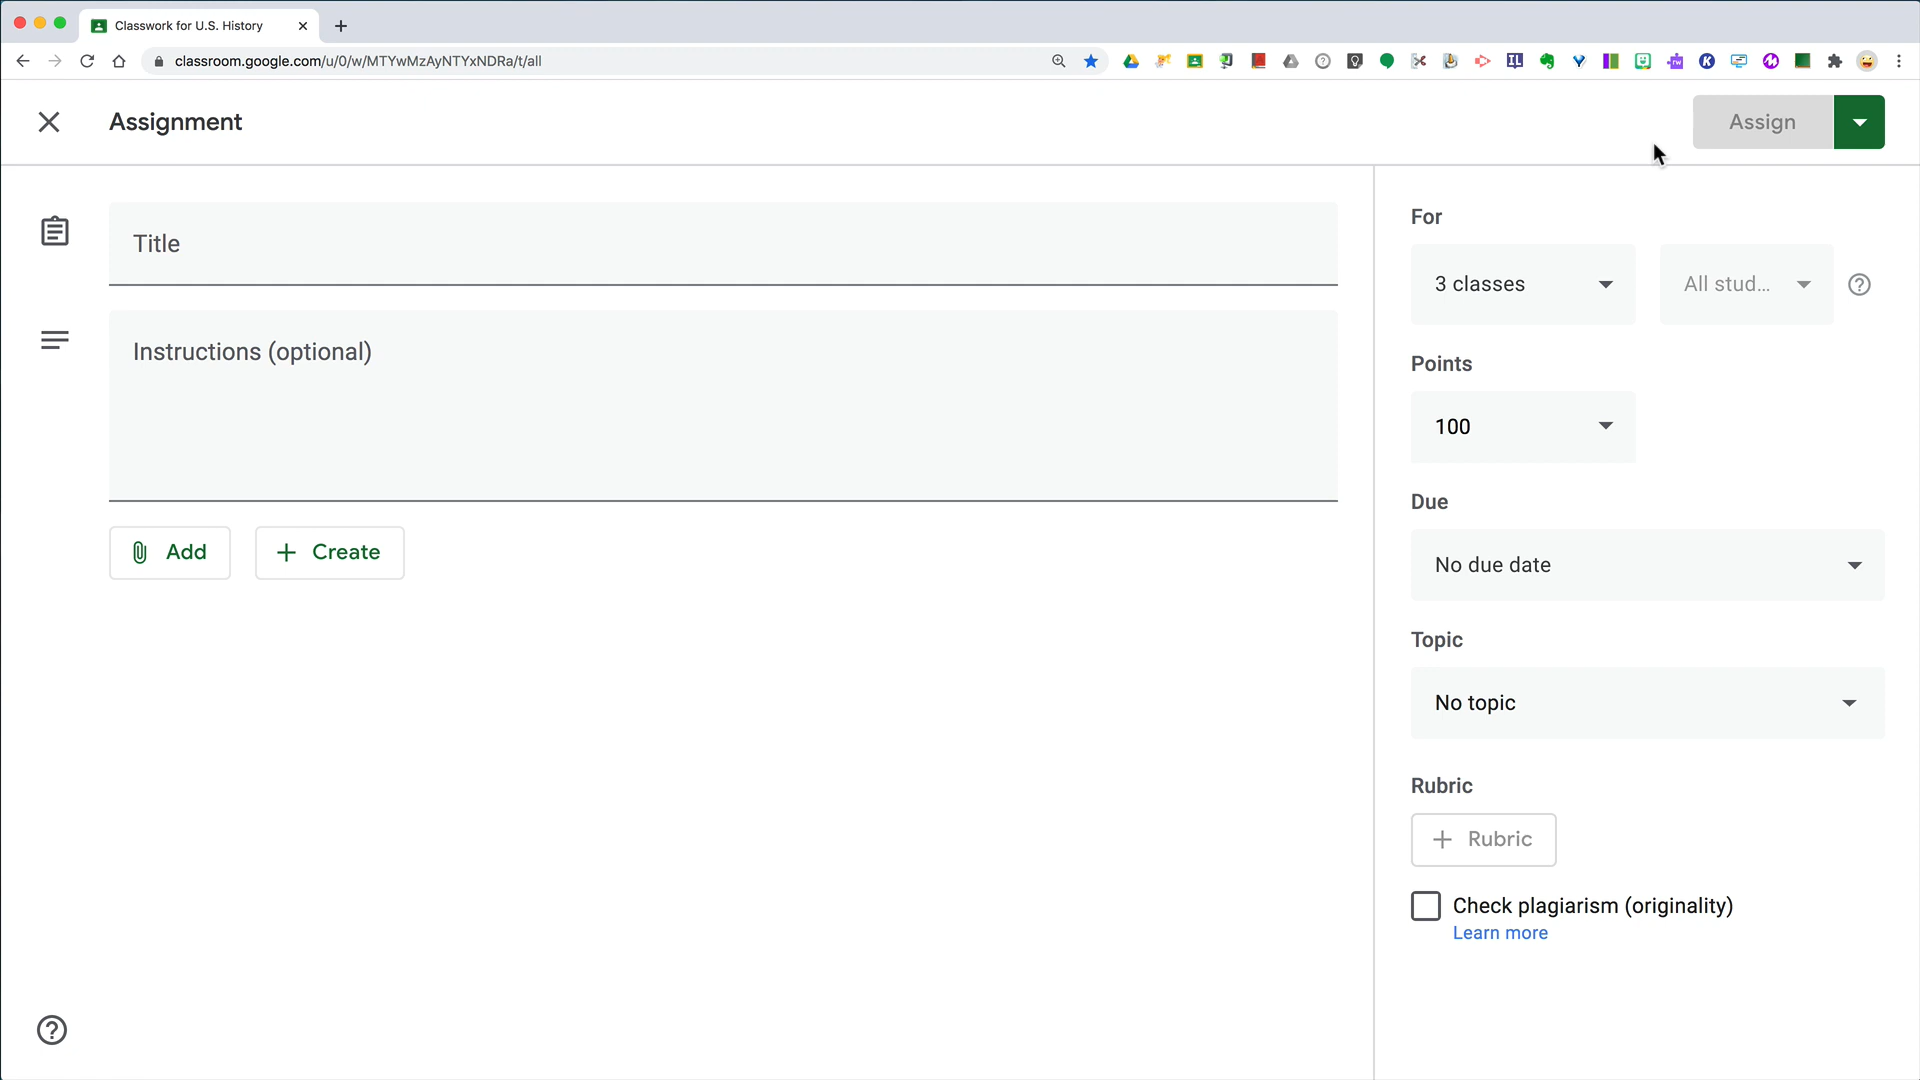 Classwork for U.S. History
classroom.google.com/u/0/w/MTYwMzAyNTYxNDRa/t/all
Assignment
Assign
Title
Instructions (optional)
Add
Create
For
3 classes
All stud...
Points
100
Due
No due date
Topic
No topic
Rubric
Rubric
Check plagiarism (originality)
Learn more